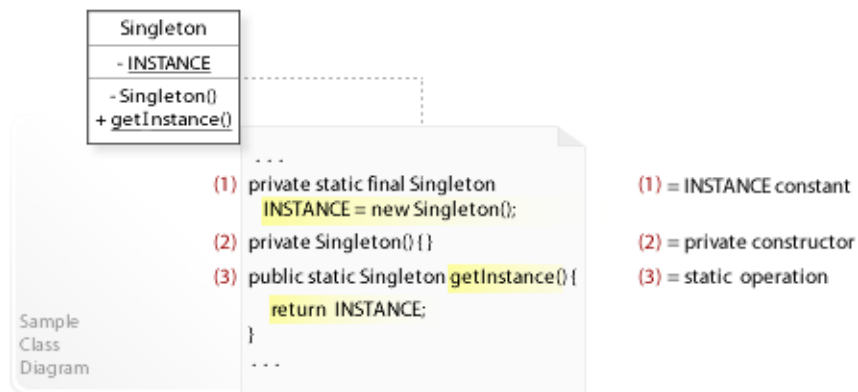 Singleton
- INSTANCE
- Singleton()
+ getInstance()
. . .
(1) private static final Singleton
INSTANCE = new Singleton();
(2) private Singleton() { }
(3) public static Singleton getInstance() {
return INSTANCE;
}
. . .
(1) = INSTANCE constant
(2) = private constructor
(3) = static operation
Sample
Class
Diagram